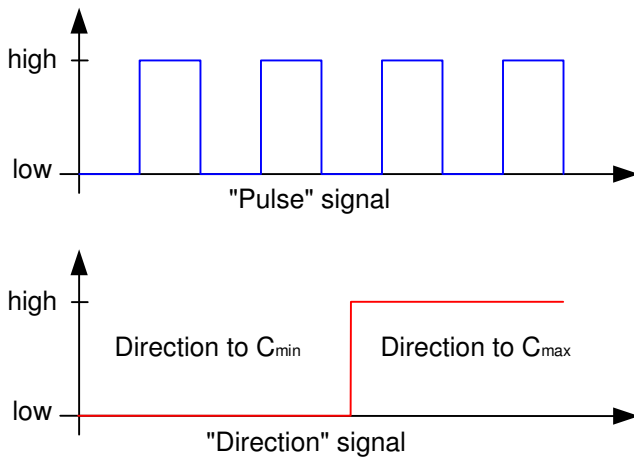 high
low
"Pulse" signal
high
Direction to Cmin
Direction to Cmax
low
"Direction" signal